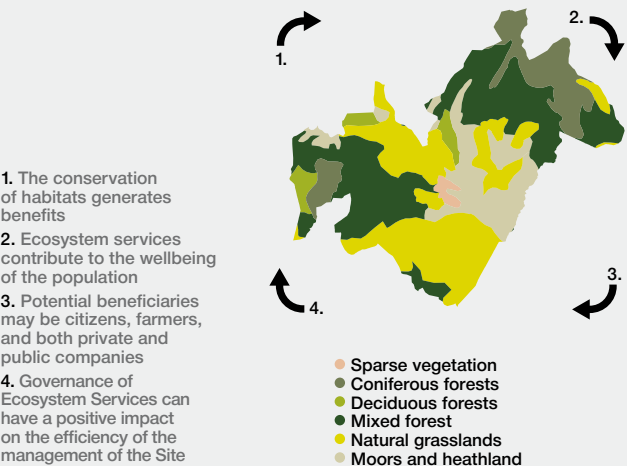 1.
2.
1. The conservation
of habitats generates
benefits
2. Ecosystem services
contribute to the wellbeing
of the population
3. Potential beneficiaries
may be citizens, farmers,
and both private and
public companies
4. Governance of
Ecosystem Services can
have a positive impact
on the efficiency of the
management of the Site
3.
4.
Sparse vegetation
Coniferous forests
Deciduous forests
Mixed forest
Natural grasslands
Moors and heathland